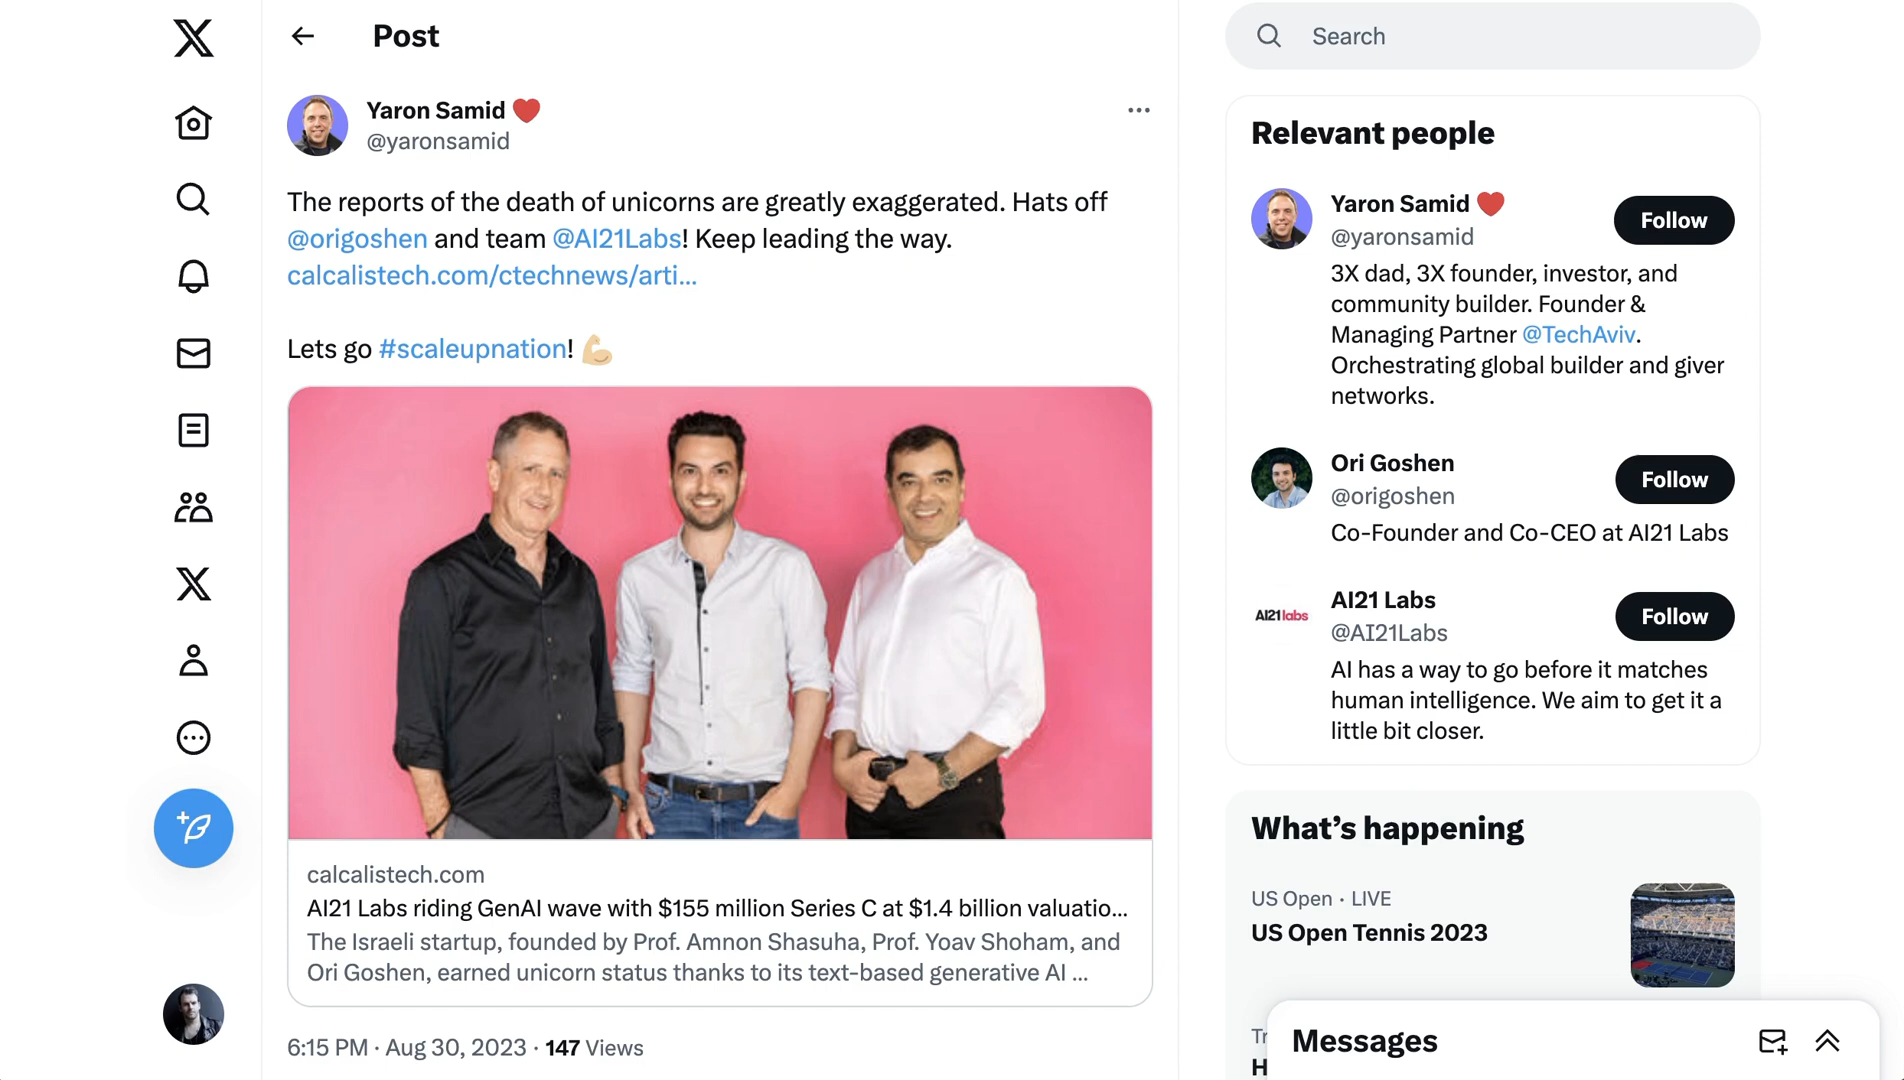 Post
Yaron Samid ❤️
@yaronsamid
The reports of the death of unicorns are greatly exaggerated. Hats off
@origoshen and team @AI21Labs! Keep leading the way.
calcalistech.com/ctechnews/arti...
Lets go #scaleupnation! 💪🏼
calcalistech.com
AI21 Labs riding GenAI wave with $155 million Series C at $1.4 billion valuatio...
The Israeli startup, founded by Prof. Amnon Shasuha, Prof. Yoav Shoham, and
Ori Goshen, earned unicorn status thanks to its text-based generative AI ...
6:15 PM · Aug 30, 2023 · 147 Views
Search
Relevant people
Yaron Samid ❤️
@yaronsamid
Follow
3X dad, 3X founder, investor, and
community builder. Founder &
Managing Partner @TechAviv.
Orchestrating global builder and giver
networks.
Ori Goshen
@origoshen
Follow
Co-Founder and Co-CEO at AI21 Labs
AI21labs
AI21 Labs
@AI21Labs
Follow
AI has a way to go before it matches
human intelligence. We aim to get it a
little bit closer.
What's happening
US Open · LIVE
US Open Tennis 2023
Messages